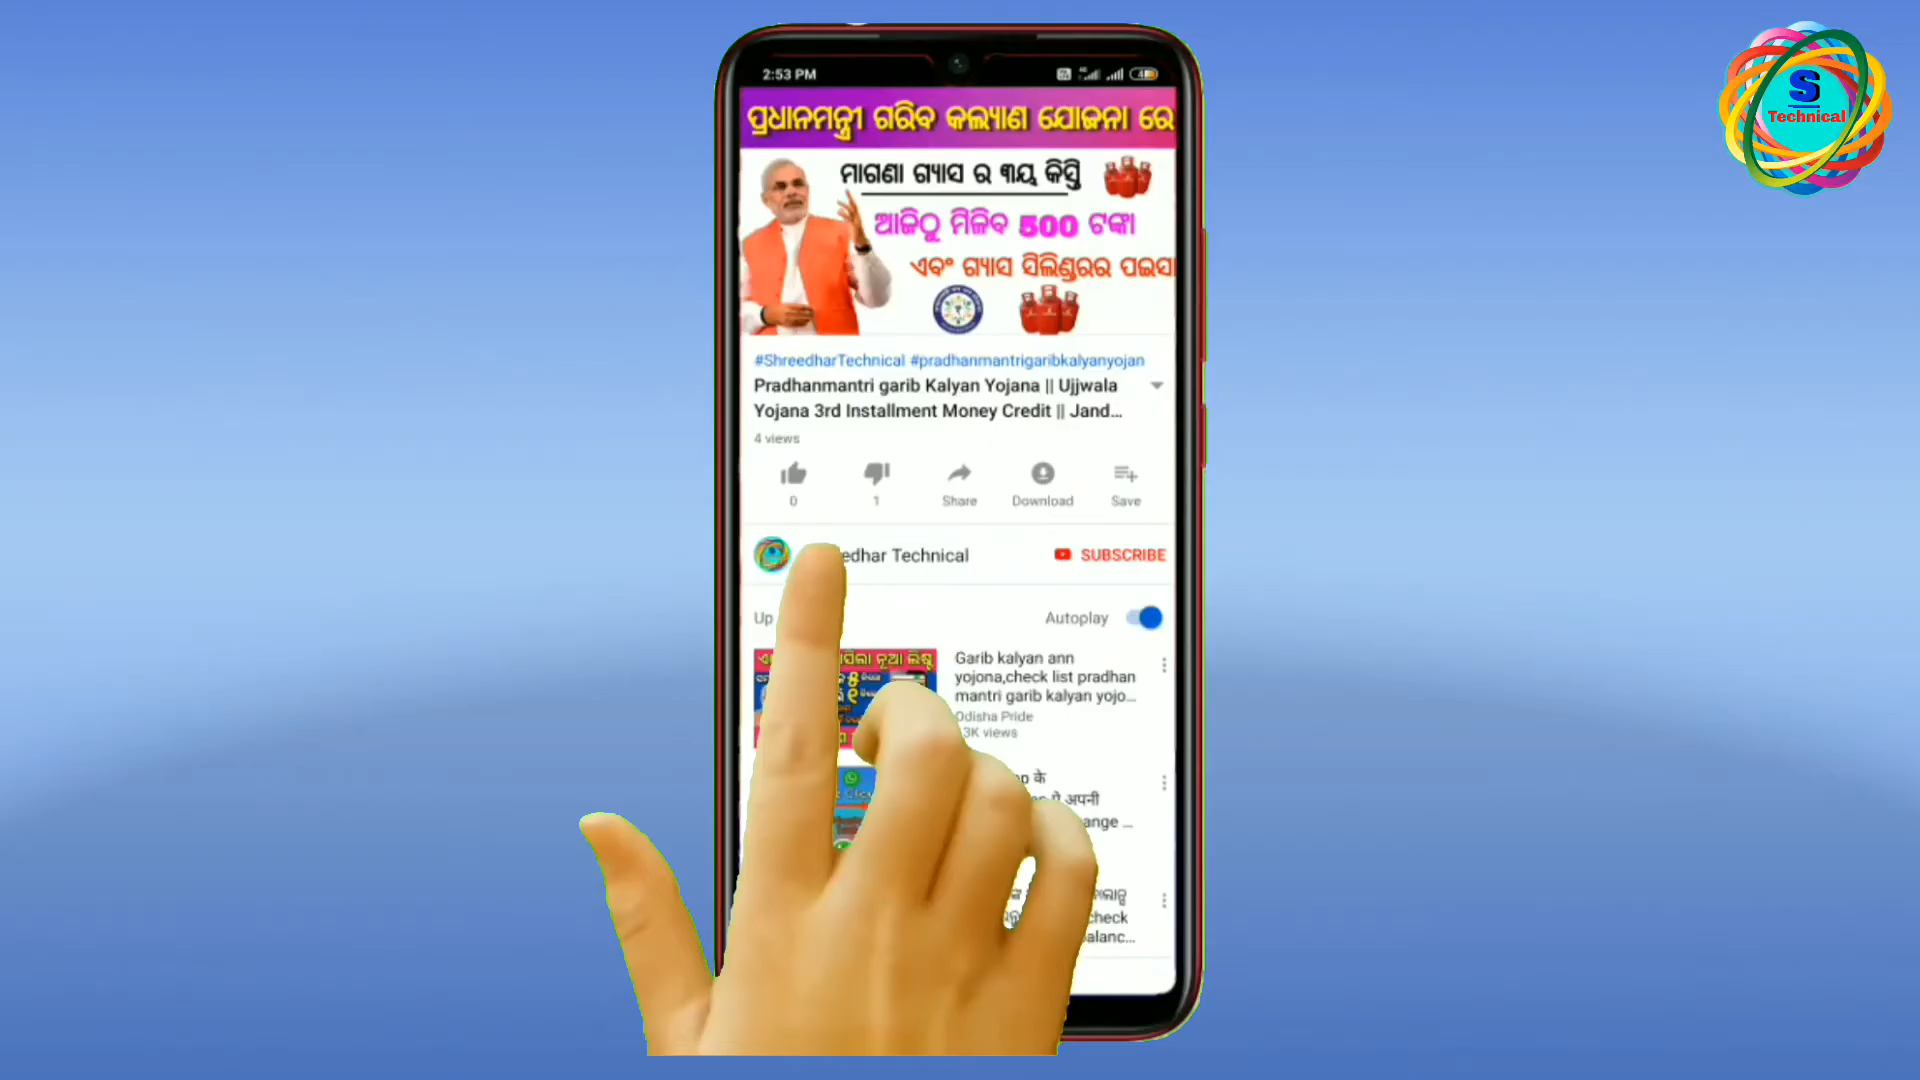 S
Technical
2:53 PM
ପ୍ରଧାନମନ୍ତ୍ରୀ ଗରିବ କଲ୍ୟାଣ ଯୋଜନା ରେ
ମାଗଣା ଗ୍ୟାସ ର ୩ୟ କିସ୍ତି
ଆଜିଠୁ ମିଳିବ 500 ଟଙ୍କା
ଏବଂ ଗ୍ୟାସ ସିଲିଣ୍ଡରର ପଇସା
#ShreedharTechnical #pradhanmantrigaribkalyanyojan
Pradhanmantri garib Kalyan Yojana || Ujjwala
Yojana 3rd Installment Money Credit || Jand...
4 views
0
1
Share
Download
Save
edhar Technical
SUBSCRIBE
Up
Autoplay
ନୂଆ ଲିଷ୍ଟ
Garib kalyan ann
yojona,check list pradhan
mantri garib kalyan yojo...
Odisha Pride
3K views
के
पे अपनी
ange ...
check
alanc...